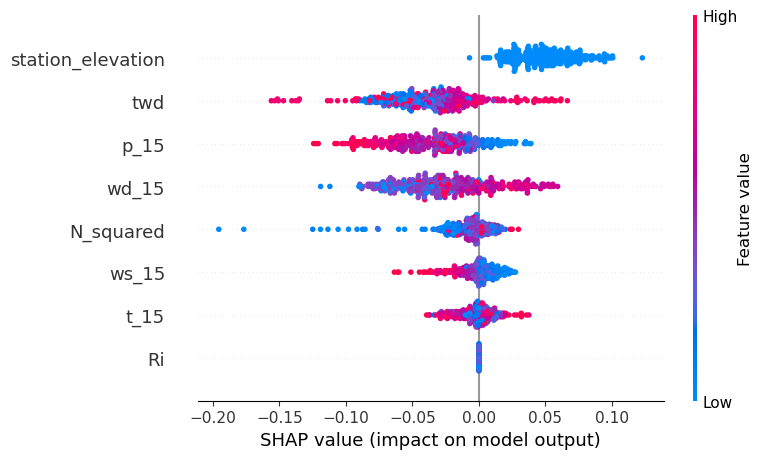 High
station_elevation
twd
p_15
wd_15
N_squared
ws_15
t_15
Ri
Feature value
Low
−0.20 −0.15 −0.10 −0.05 0.00 0.05 0.10
SHAP value (impact on model output)